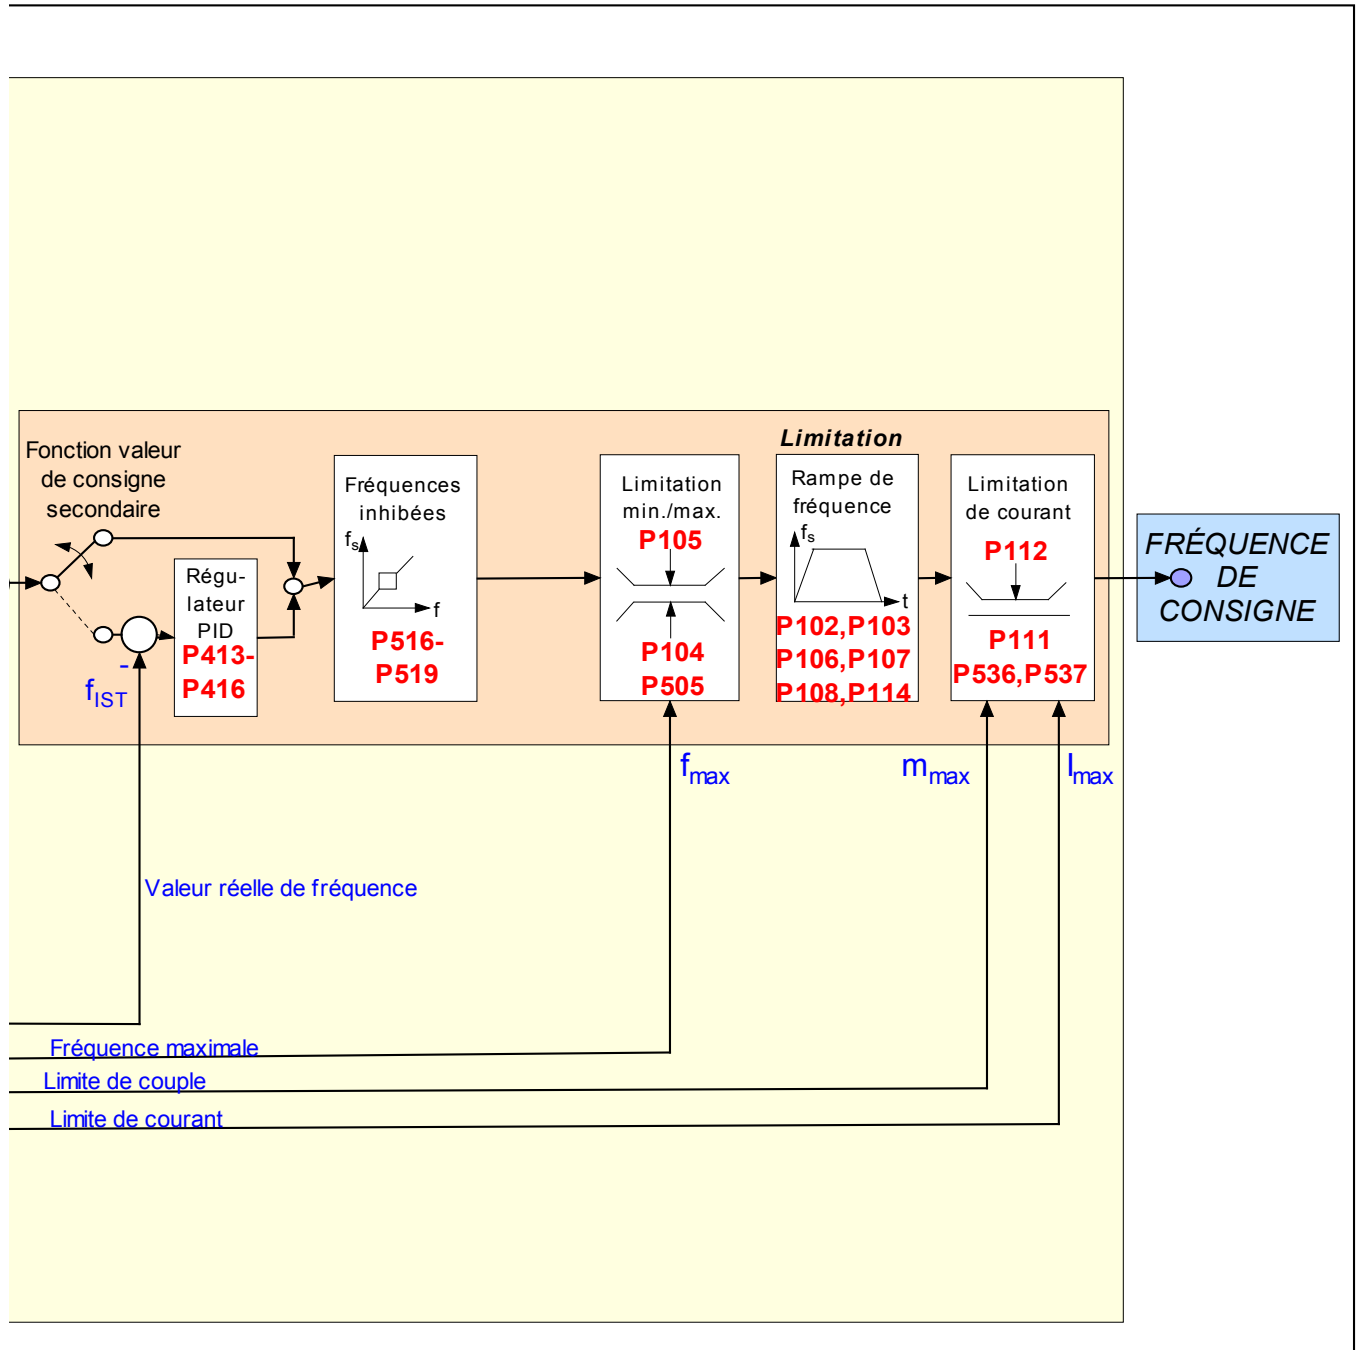 Fonction valeur
de consigne
secondaire
Régu-
lateur
PID
P413-
P416
-
fIST
Fréquences
inhibées
fs
f
P516-
P519
Limitation
min./max.
P105
P104
P505
Limitation
Rampe de
fréquence
fs
t
P102,P103
P106,P107
P108,P114
Limitation
de courant
P112
P111
P536,P537
FRÉQUENCE
DE
CONSIGNE
fmax
mmax
Imax
Valeur réelle de fréquence
Fréquence maximale
Limite de couple
Limite de courant